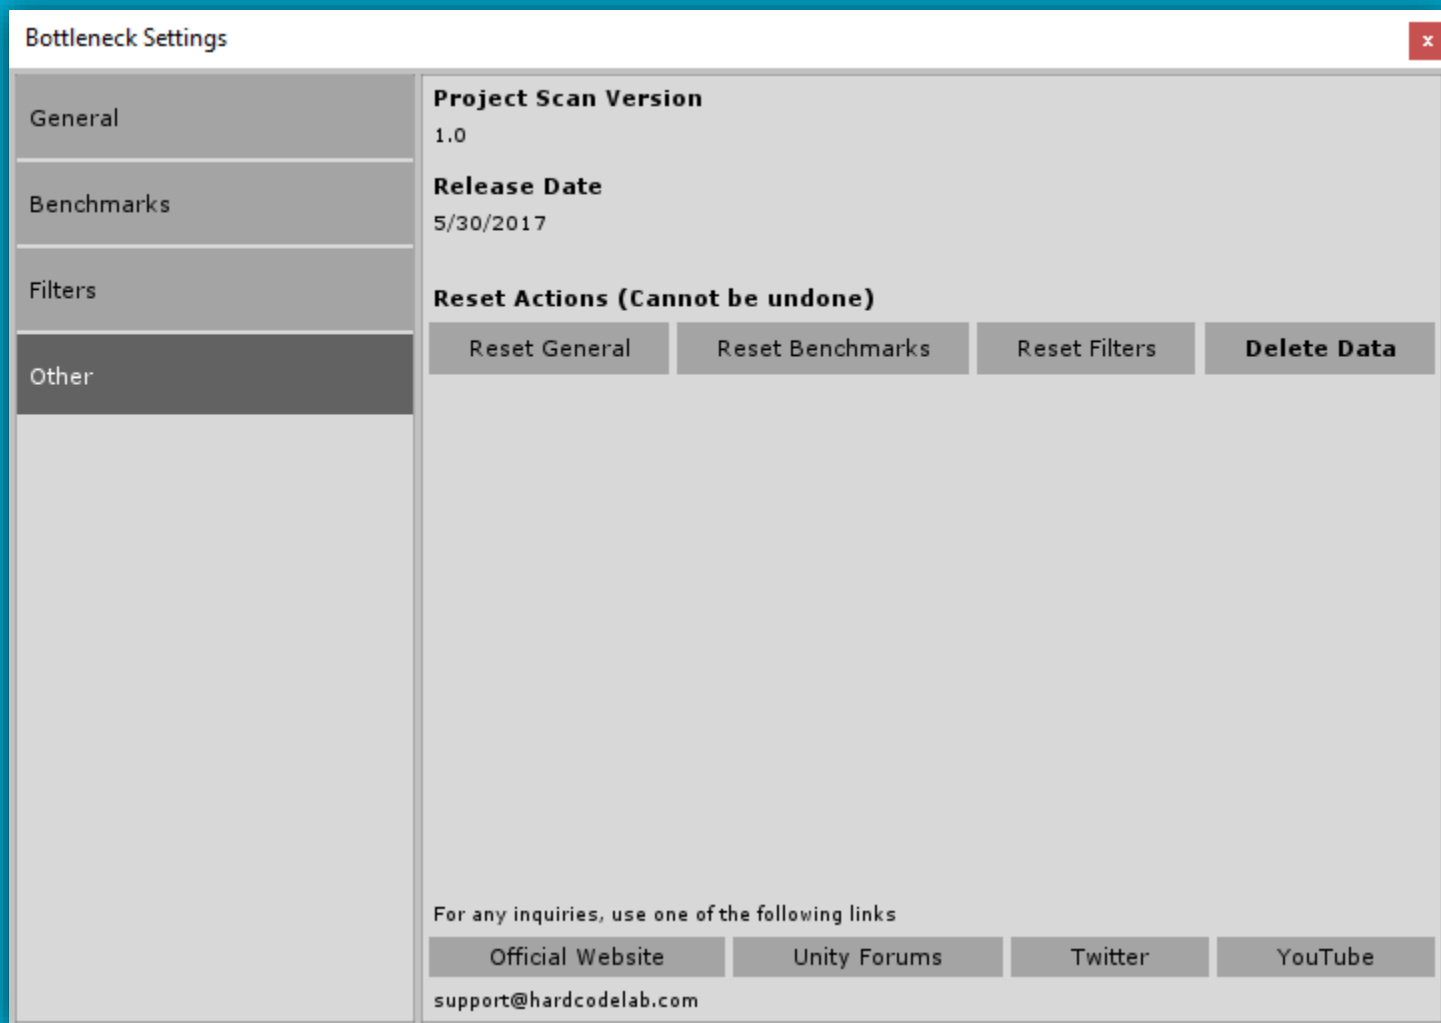 Bottleneck Settings
x
General
Benchmarks
Filters
Other
Project Scan Version
1.0
Release Date
5/30/2017
Reset Actions (Cannot be undone)
Reset General Reset Benchmarks Reset Filters Delete Data
For any inquiries, use one of the following links
Official Website Unity Forums Twitter YouTube
support@hardcodelab.com